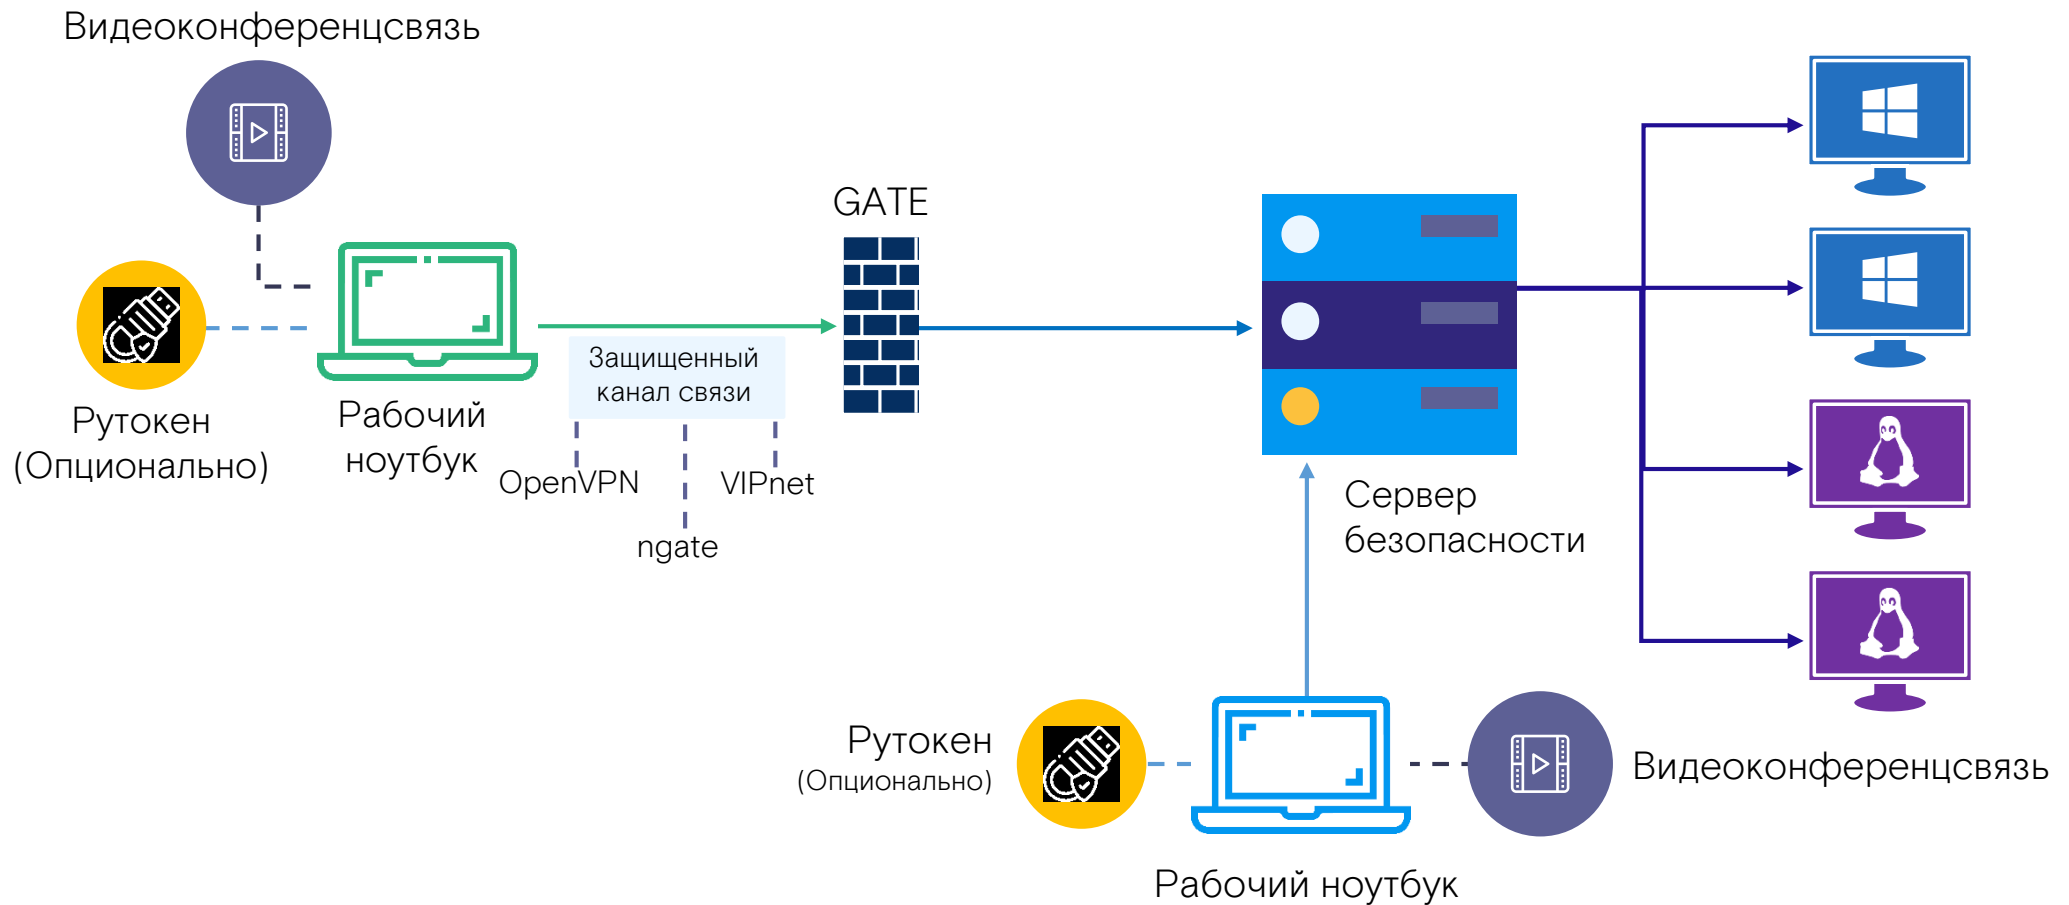 Видеоконференцсвязь
GATE
Защищенный
канал связи
Рутокен
(Опционально)
Рабочий
ноутбук
OpenVPN
VIPnet
ngate
Сервер
безопасности
Рутокен
(Опционально)
Видеоконференцсвязь
Рабочий ноутбук